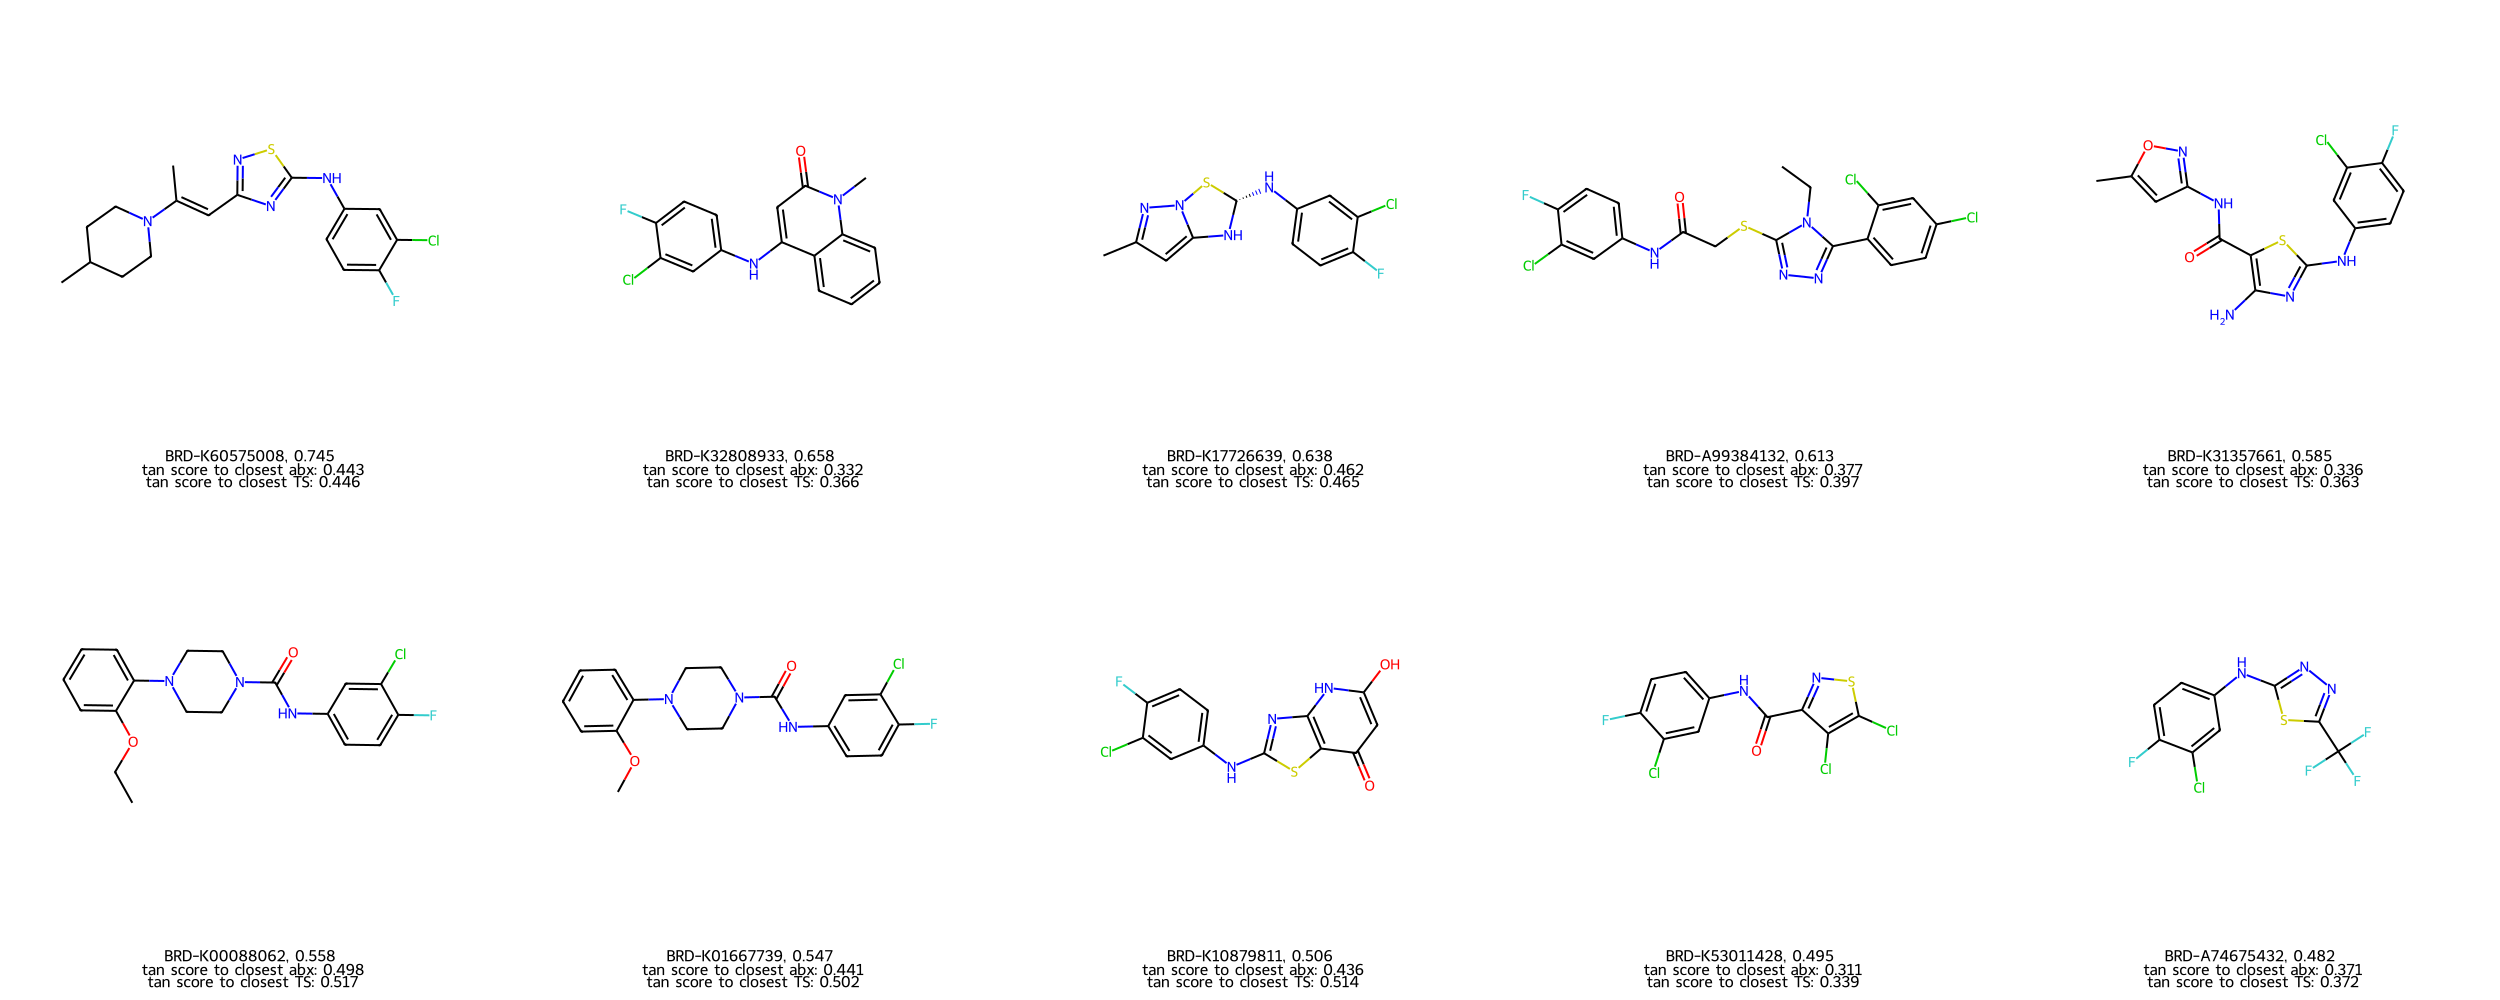 BRD-K60575008, 0.745
tan score to closest abx: 0.443
tan score to closest TS: 0.446
BRD-K32808933, 0.658
tan score to closest abx: 0.332
tan score to closest TS: 0.366
BRD-K17726639, 0.638
tan score to closest abx: 0.462
tan score to closest TS: 0.465
BRD-A99384132, 0.613
tan score to closest abx: 0.377
tan score to closest TS: 0.397
BRD-K31357661, 0.585
tan score to closest abx: 0.336
tan score to closest TS: 0.363
BRD-K00088062, 0.558
tan score to closest abx: 0.498
tan score to closest TS: 0.517
BRD-K01667739, 0.547
tan score to closest abx: 0.441
tan score to closest TS: 0.502
BRD-K10879811, 0.506
tan score to closest abx: 0.436
tan score to closest TS: 0.514
BRD-K53011428, 0.495
tan score to closest abx: 0.311
tan score to closest TS: 0.339
BRD-A74675432, 0.482
tan score to closest abx: 0.371
tan score to closest TS: 0.372